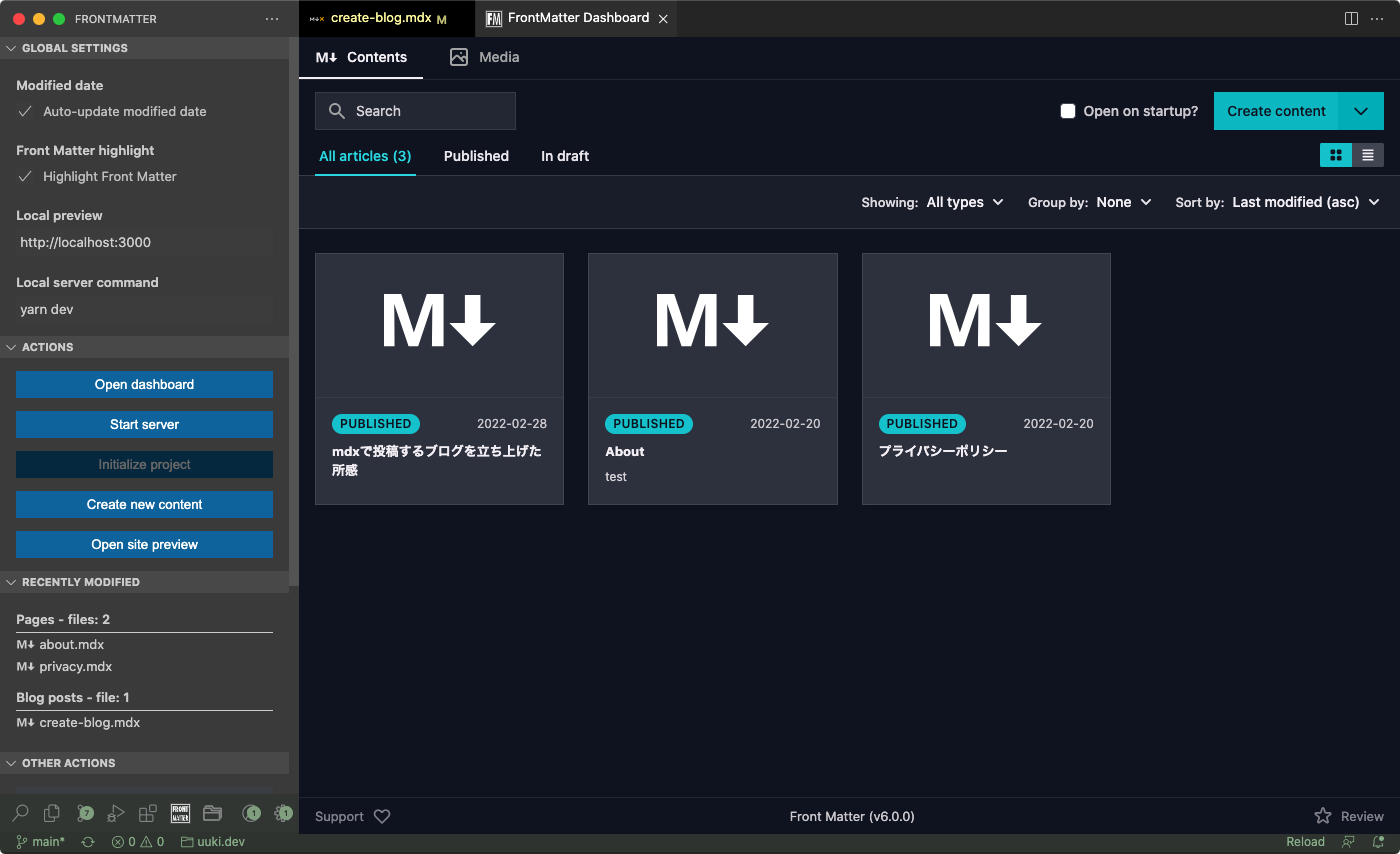 FRONTMATTER
GLOBAL SETTINGS
Modified date
Auto-update modified date
Front Matter highlight
Highlight Front Matter
Local preview
http://localhost:3000
Local server command
yarn dev
ACTIONS
Open dashboard
Start server
Initialize project
Create new content
Open site preview
RECENTLY MODIFIED
Pages - files: 2
M↓ about.mdx
M↓ privacy.mdx
Blog posts - file: 1
M↓ create-blog.mdx
OTHER ACTIONS
7
FRONT
MATTER
1
1
M↓x create-blog.mdx M
FM FrontMatter Dashboard
M↓ Contents
Media
Search
Open on startup?
Create content
All articles (3)
Published
In draft
Showing: All types
Group by: None
Sort by: Last modified (asc)
M↓
PUBLISHED 2022-02-28
mdxで投稿するブログを立ち上げた
所感
M↓
PUBLISHED 2022-02-20
About
test
M↓
PUBLISHED 2022-02-20
プライバシーポリシー
Support
Front Matter (v6.0.0)
Review
main*
0
0
uuki.dev
Reload